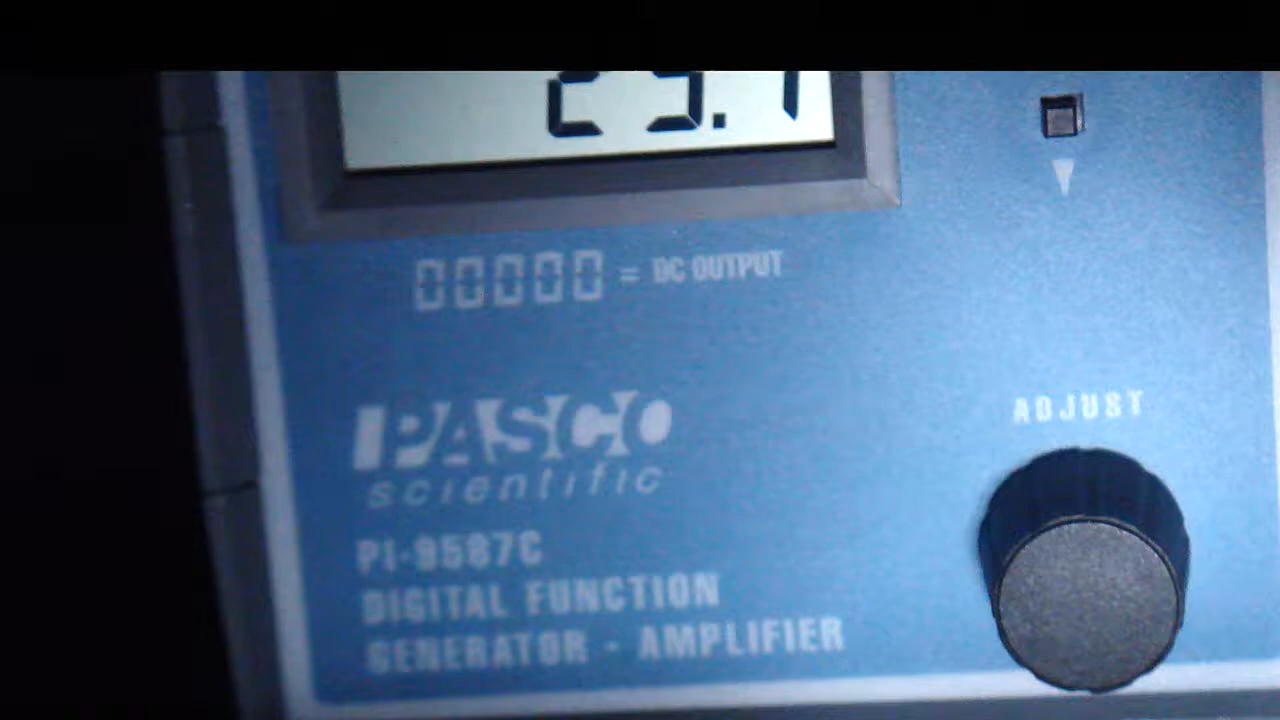 ADJUST
00000 = DC OUTPUT
PASCO
scientific
PI-9587C
DIGITAL FUNCTION
GENERATOR - AMPLIFIER